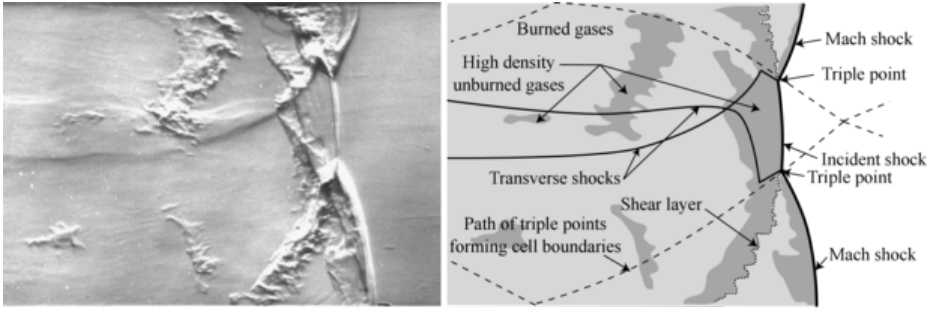 Burned gases
High density
unburned gases
Transverse shocks
Shear layer
Path of triple points
forming cell boundaries
Mach shock
Triple point
Incident shock
Triple point
Mach shock